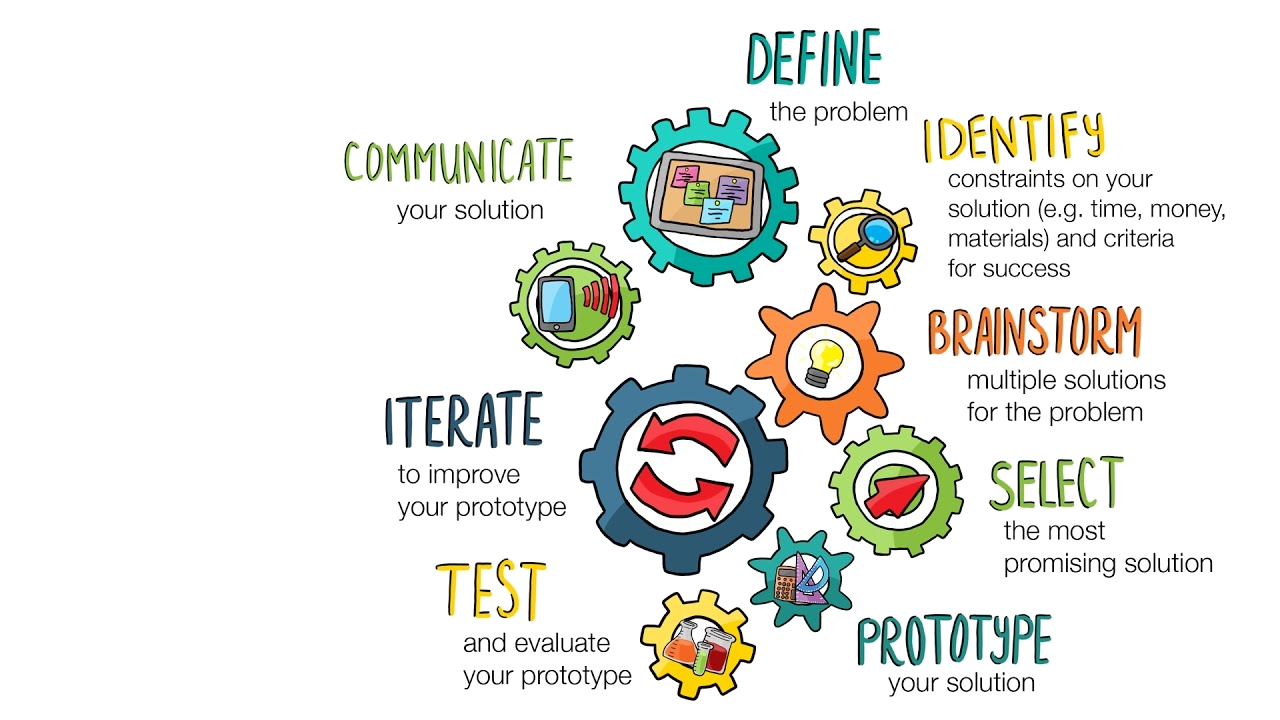 DEFINE
the problem
IDENTIFY
constraints on your
solution (e.g. time, money,
materials) and criteria
for success
BRAINSTORM
multiple solutions
for the problem
SELECT
the most
promising solution
PROTOTYPE
your solution
TEST
and evaluate
your prototype
ITERATE
to improve
your prototype
COMMUNICATE
your solution